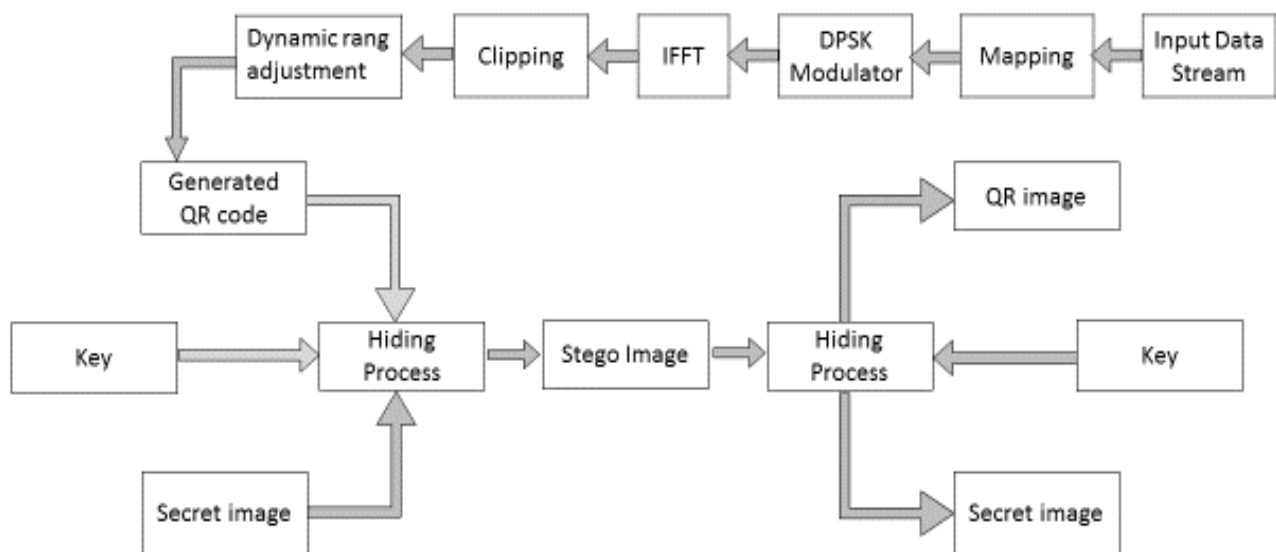 Dynamic rang
adjustment
Clipping
IFFT
DPSK
Modulator
Mapping
Input Data
Stream
Generated
QR code
QR image
Key
Hiding
Process
Stego Image
Hiding
Process
Key
Secret image
Secret image